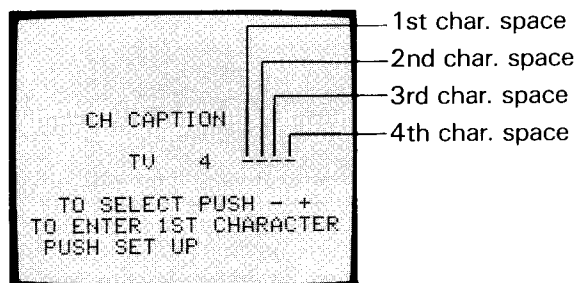 1st char. space
2nd char. space
3rd char. space
4th char. space
CH CAPTION
TV 4 ----
TO SELECT PUSH - +
TO ENTER 1ST CHARACTER
PUSH SET UP